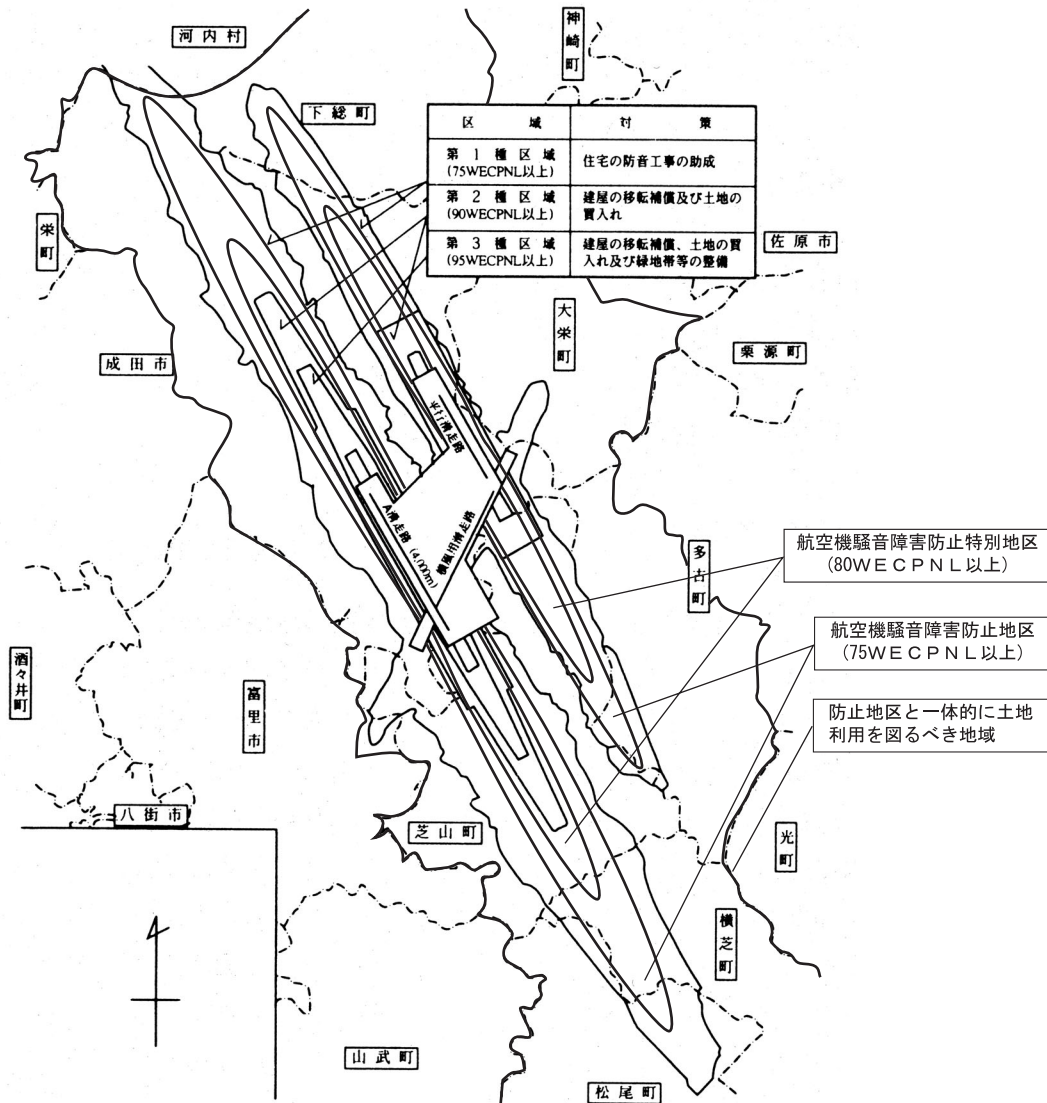 河内村
神崎町
下総町
区域 対策
第1種区域
(75WECPNL以上)
住宅の防音工事の助成
第2種区域
(90WECPNL以上)
建屋の移転補償及び土地の
買入れ
第3種区域
(95WECPNL以上)
建屋の移転補償、土地の買
入れ及び緑地帯等の整備
栄町
佐原市
大栄町
成田市
栗源町
平行滑走路
A滑走路(4,000m)
横風用滑走路
多古町
航空機騒音障害防止特別地区
(80WECPNL以上)
航空機騒音障害防止地区
(75WECPNL以上)
防止地区と一体的に土地
利用を図るべき地域
酒々井町
富里市
八街市
芝山町
光町
横芝町
山武町
松尾町